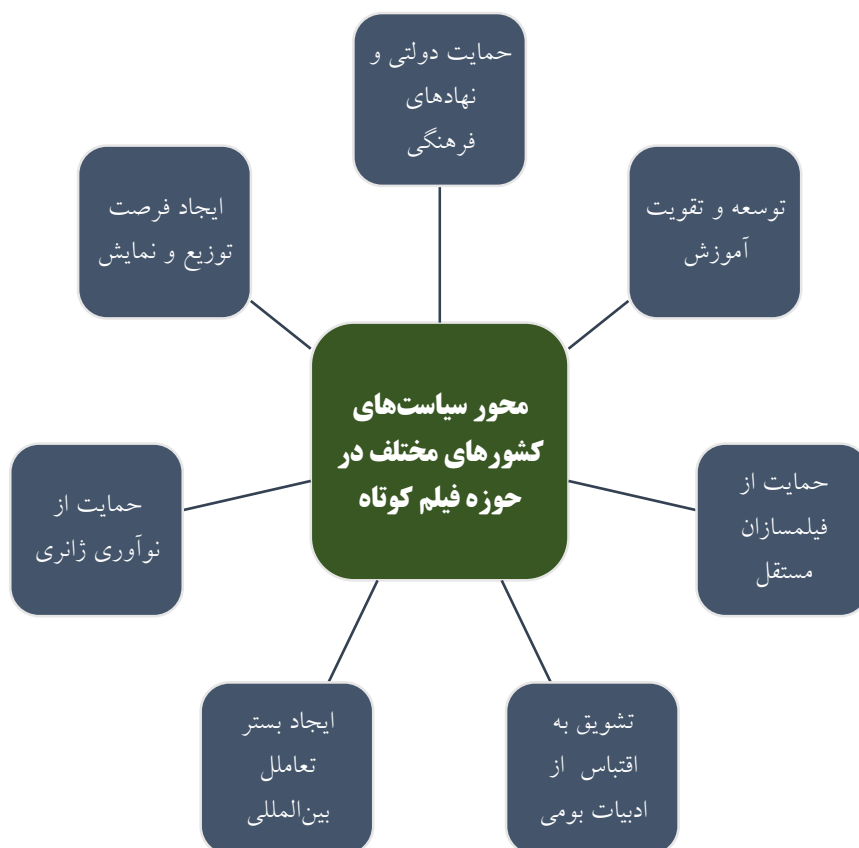 حمایت دولتی و
نهادهای
فرهنگی
توسعه و تقویت
آموزش
حمایت از
فیلمسازان
مستقل
تشویق به
اقتباس از
ادبیات بومی
ایجاد بستر
تعاملل
بین‌المللی
حمایت از
نوآوری ژانری
ایجاد فرصت
توزیع و نمایش
محور سیاست‌های
کشورهای مختلف در
حوزه فیلم کوتاه